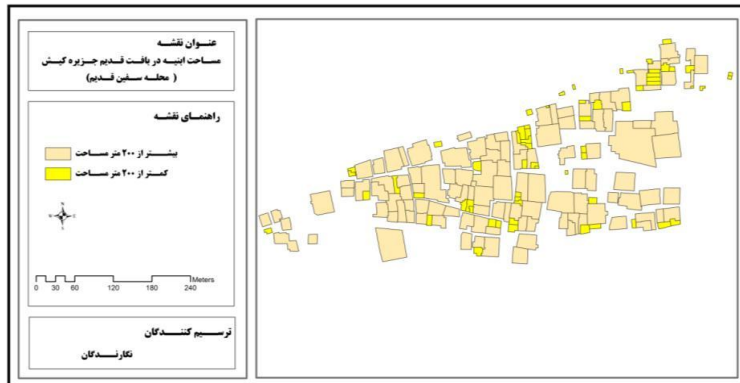 عنوان نقشه
مساحت ابنیه در بافت قدیم جزیره کیش
( محله سفین قدیم)
راهنمای نقشه
بیشتر از ۲۰۰ متر مساحت
کمتر از ۲۰۰ متر مساحت
N
W E
S
Meters
0 30 60 120 180 240
ترسیم کنندگان
نگارندگان